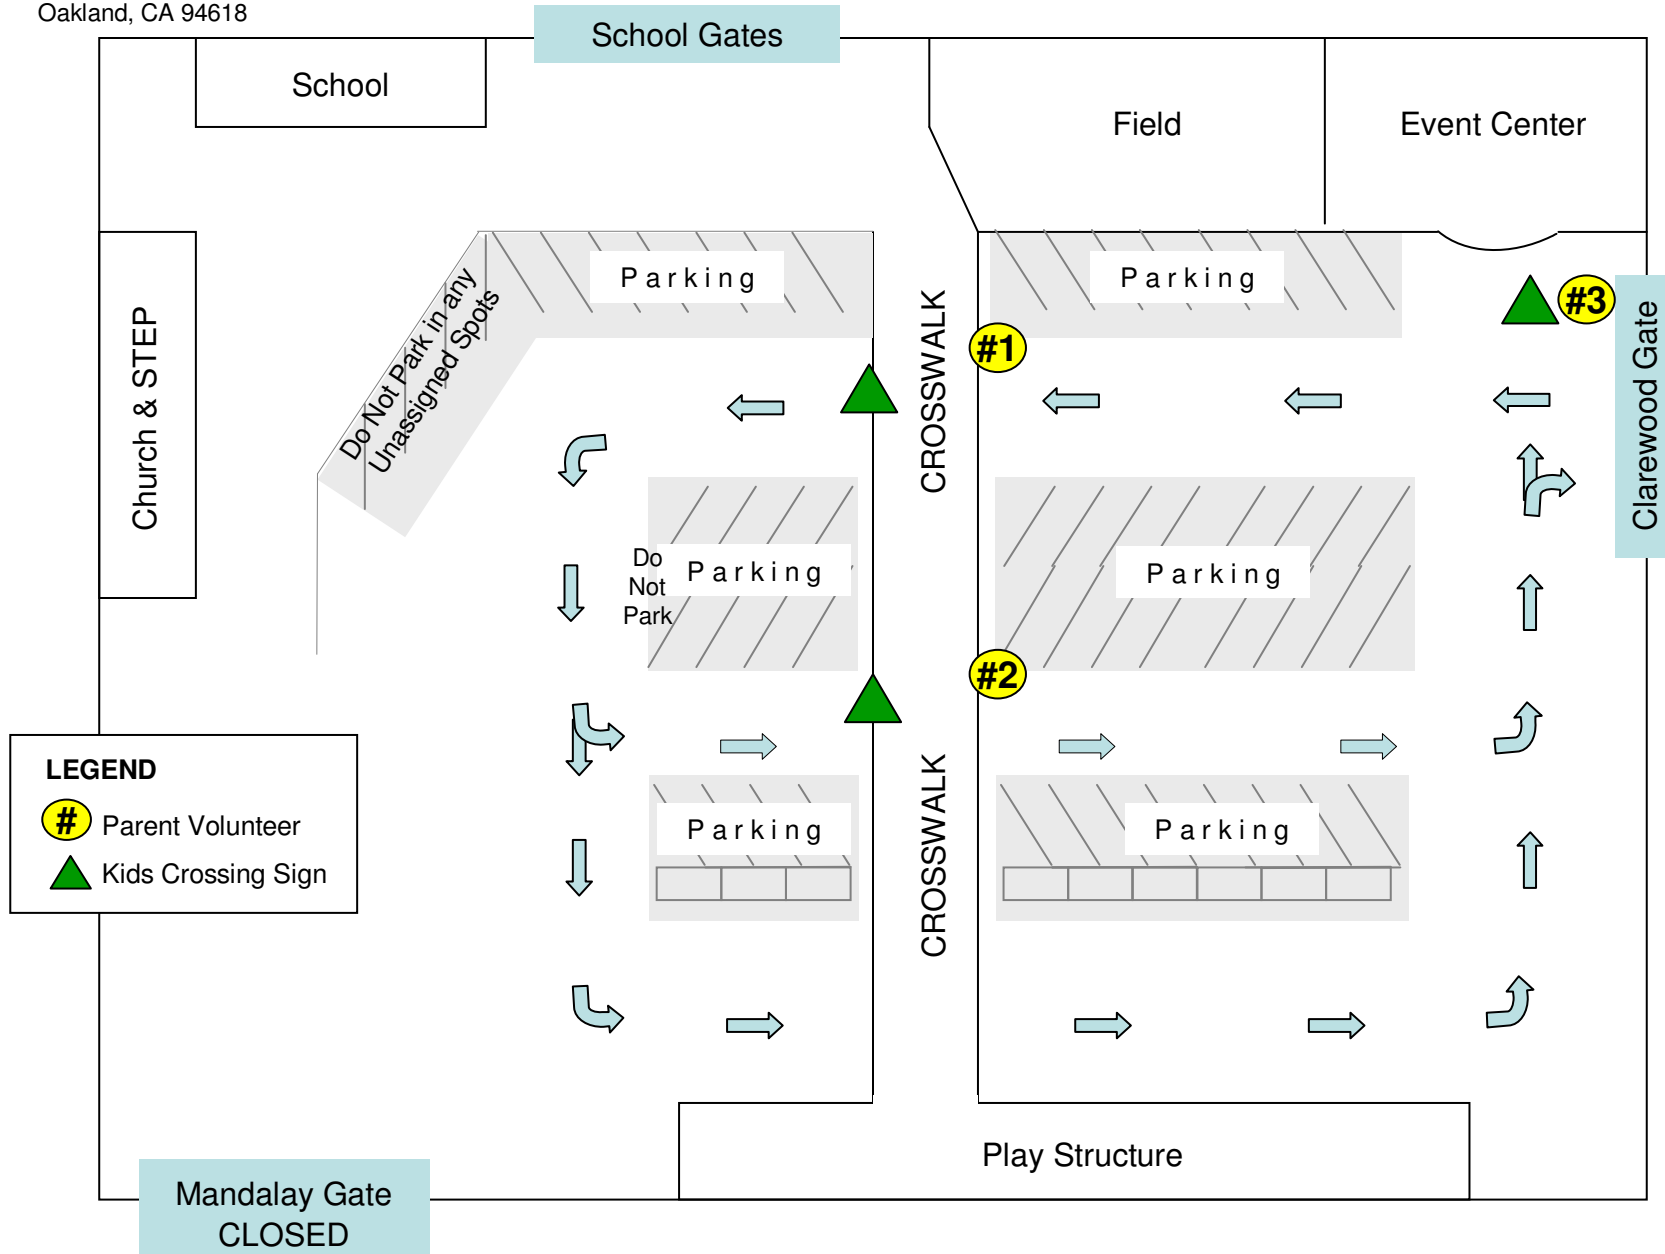 Oakland, CA 94618
School Gates
School
Field
Event Center
Parking
Parking
Do Not Park in any
Unassigned Spots
Church & STEP
CROSSWALK
#1
#3
Clarewood Gate
Do
Not
Park
Parking
Parking
#2
LEGEND
# Parent Volunteer
Kids Crossing Sign
Parking
CROSSWALK
Parking
Play Structure
Mandalay Gate
CLOSED